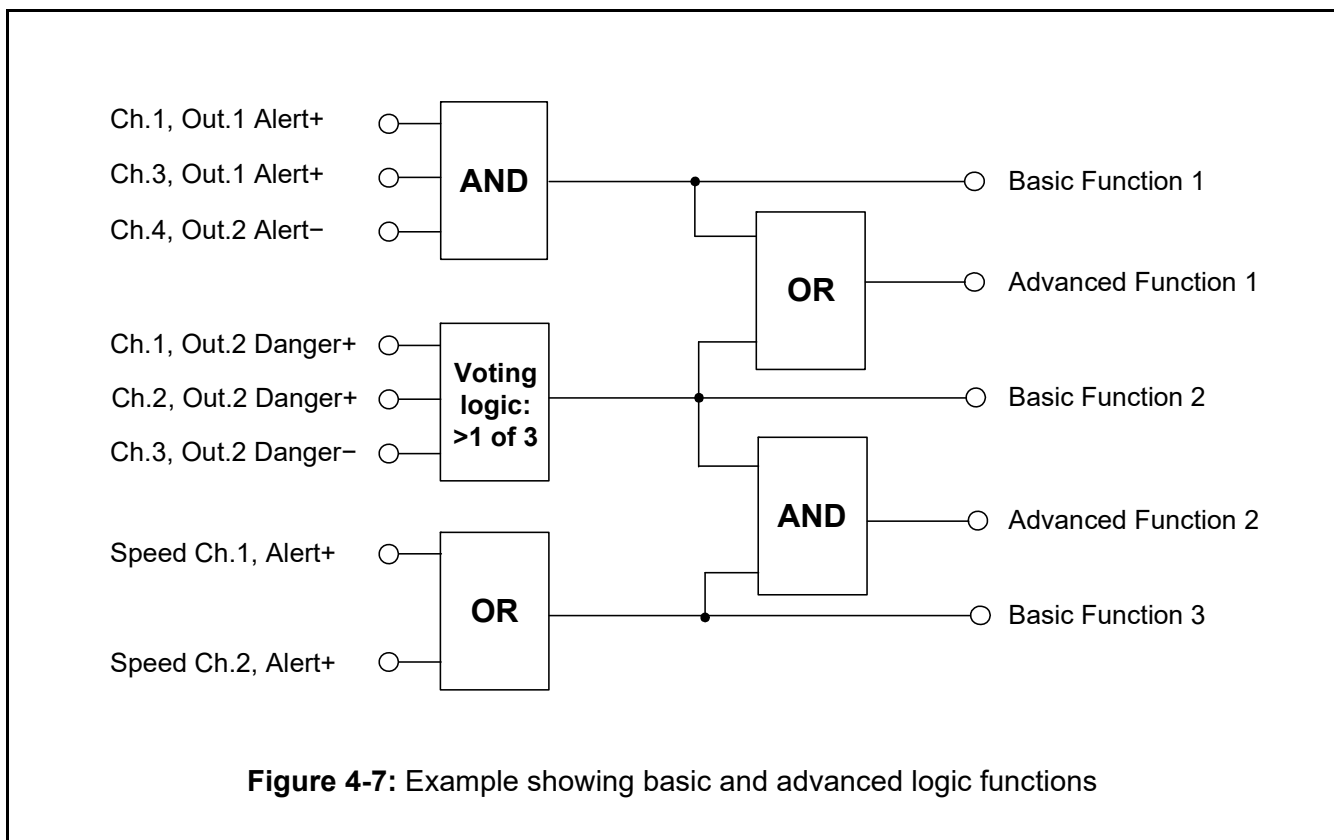 Ch.1, Out.1 Alert+
Ch.3, Out.1 Alert+
Ch.4, Out.2 Alert−
AND
Basic Function 1
OR
Advanced Function 1
Ch.1, Out.2 Danger+
Ch.2, Out.2 Danger+
Ch.3, Out.2 Danger−
Voting
logic:
>1 of 3
Basic Function 2
AND
Advanced Function 2
Speed Ch.1, Alert+
Speed Ch.2, Alert+
OR
Basic Function 3
Figure 4-7: Example showing basic and advanced logic functions